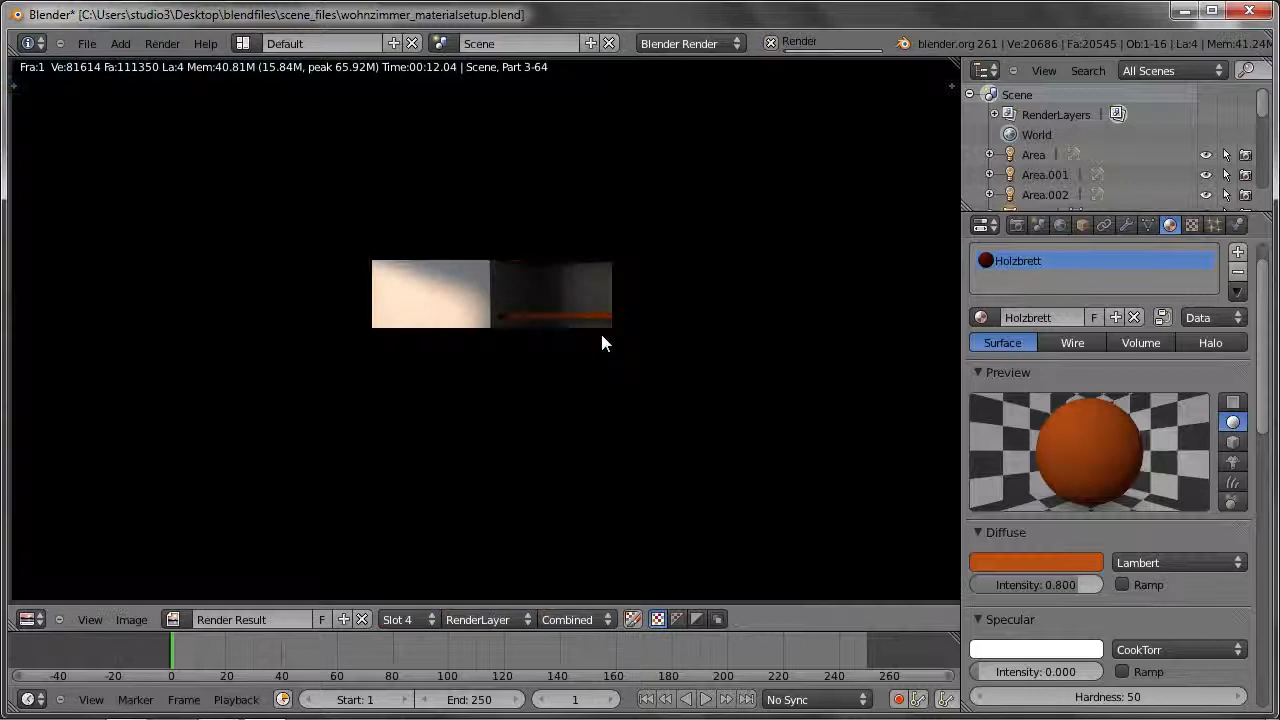 Blender* [C:\Users\studio3\Desktop\blendfiles\scene_files\wohnzimmer_materialsetup.blend]
File Add Render Help Default Scene Blender Render Render blender.org 261 | Ve:20686 | Fa:20545 | Ob:1-16 | La:4 | Mem:41.24M
Fra:1 Ve:81614 Fa:111350 La:4 Mem:40.81M (15.84M, peak 65.92M) Time:00:12.04 | Scene, Part 3-64
View Search All Scenes
Scene
RenderLayers
World
Area
Area.001
Area.002
Holzbrett
Holzbrett F Data
Surface Wire Volume Halo
Preview
Diffuse
Lambert
Intensity: 0.800 Ramp
Specular
CookTorr
Intensity: 0.000 Ramp
Hardness: 50
View Image Render Result F Slot 4 RenderLayer Combined
-40 -20 0 20 40 60 80 100 120 140 160 180 200 220 240 260
View Marker Frame Playback Start: 1 End: 250 1 No Sync